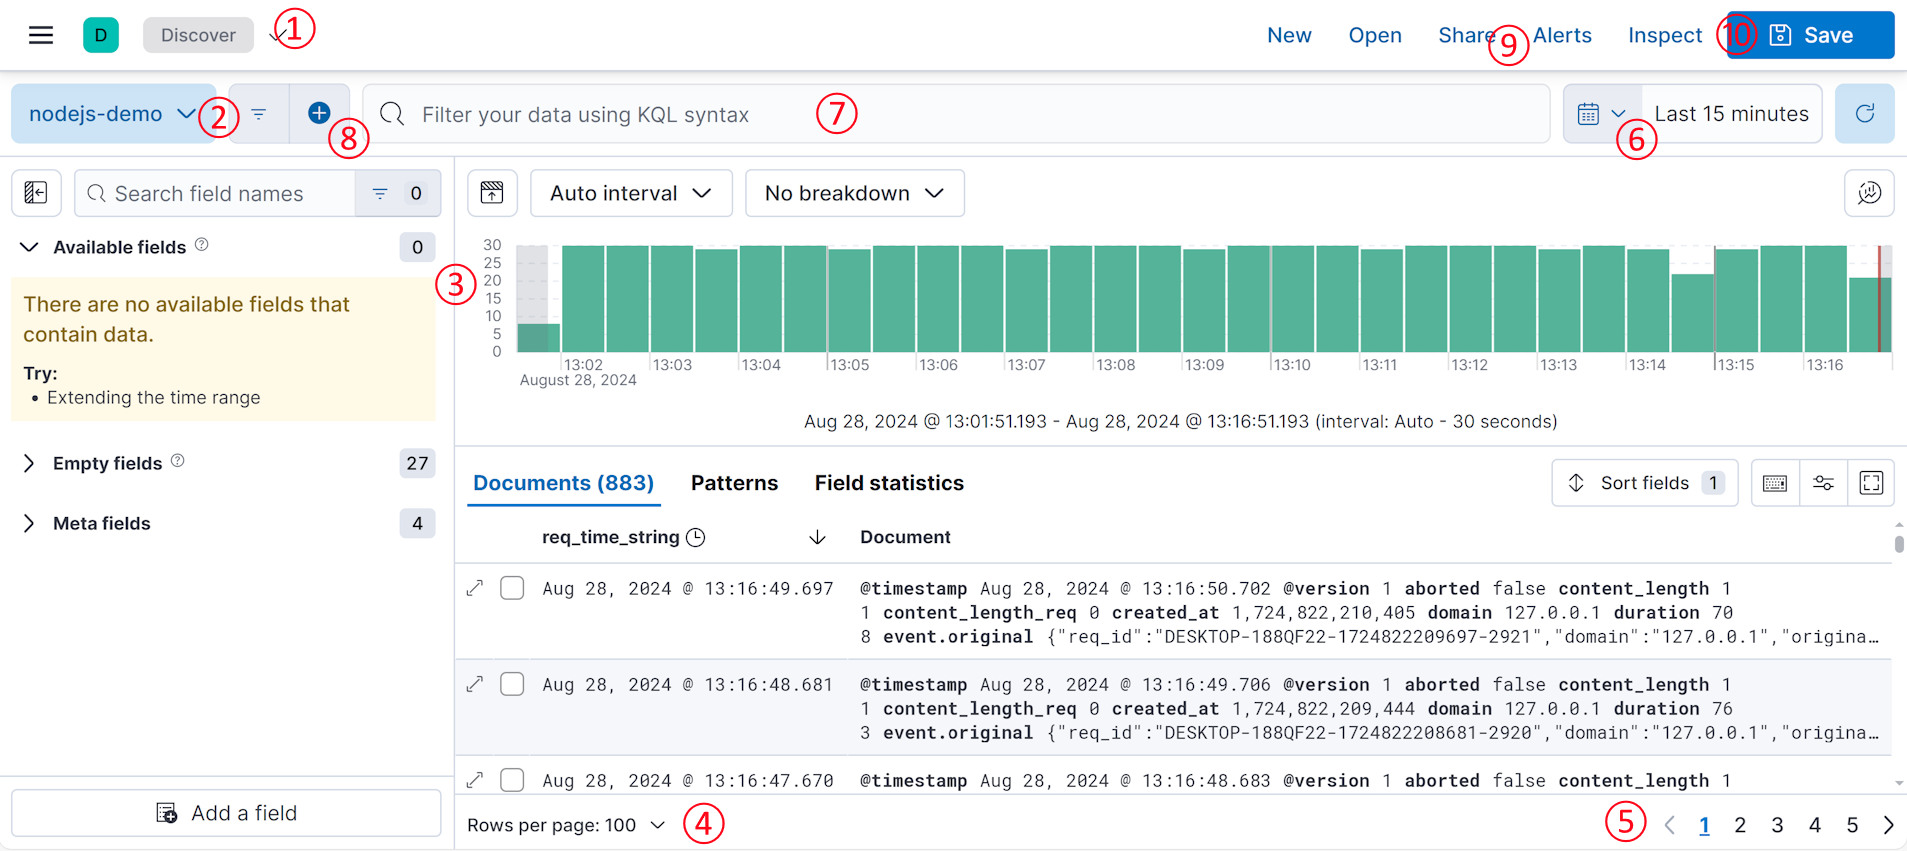 D Discover ① New Open Share ⑨ Alerts Inspect ⑩ Save
nodejs-demo ② ⑧ Filter your data using KQL syntax ⑦ ⑥ Last 15 minutes
Search field names 0 Auto interval No breakdown
Available fields ? 0
There are no available fields that
contain data.
Try:
• Extending the time range
Empty fields ? 27
Meta fields 4
Add a field
③
30
25
20
15
10
5
0
13:02 13:03 13:04 13:05 13:06 13:07 13:08 13:09 13:10 13:11 13:12 13:13 13:14 13:15 13:16
August 28, 2024
Aug 28, 2024 @ 13:01:51.193 - Aug 28, 2024 @ 13:16:51.193 (interval: Auto - 30 seconds)
Documents (883) Patterns Field statistics Sort fields 1
req_time_string Document
Aug 28, 2024 @ 13:16:49.697 @timestamp Aug 28, 2024 @ 13:16:50.702 @version 1 aborted false content_length 1
1 content_length_req 0 created_at 1,724,822,210,405 domain 127.0.0.1 duration 70
8 event.original {"req_id":"DESKTOP-188QF22-1724822209697-2921","domain":"127.0.0.1","origina…
Aug 28, 2024 @ 13:16:48.681 @timestamp Aug 28, 2024 @ 13:16:49.706 @version 1 aborted false content_length 1
1 content_length_req 0 created_at 1,724,822,209,444 domain 127.0.0.1 duration 76
3 event.original {"req_id":"DESKTOP-188QF22-1724822208681-2920","domain":"127.0.0.1","origina…
Aug 28, 2024 @ 13:16:47.670 @timestamp Aug 28, 2024 @ 13:16:48.683 @version 1 aborted false content_length 1
Rows per page: 100 ④ ⑤ 1 2 3 4 5